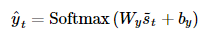 ŷ_t = Softmax (W_y s̃_t + b_y)